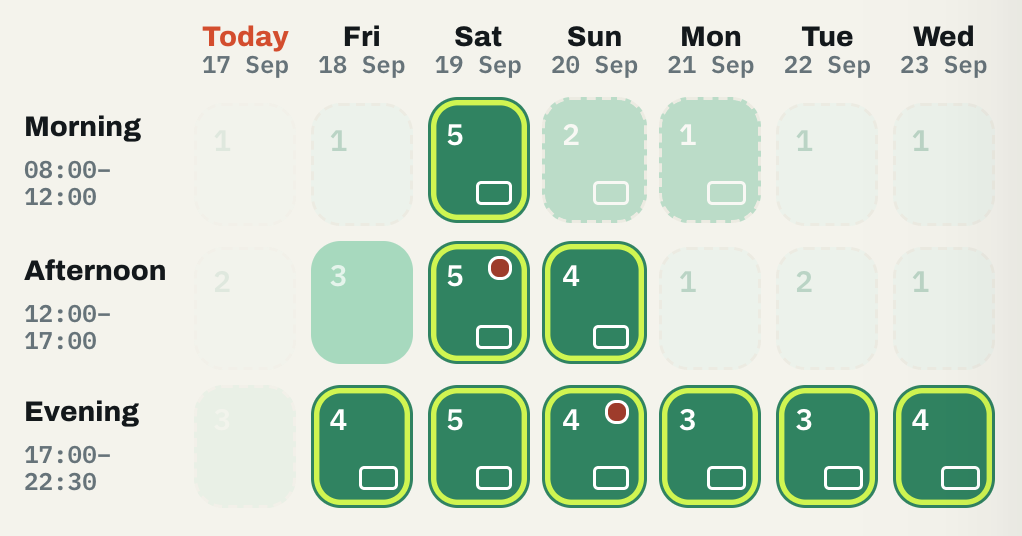 Today Fri Sat Sun Mon Tue Wed
17 Sep 18 Sep 19 Sep 20 Sep 21 Sep 22 Sep 23 Sep
Morning
08:00–
12:00
1 1 5 2 1 1 1
Afternoon
12:00–
17:00
2 3 5 4 1 2 1
Evening
17:00–
22:30
3 4 5 4 3 3 4